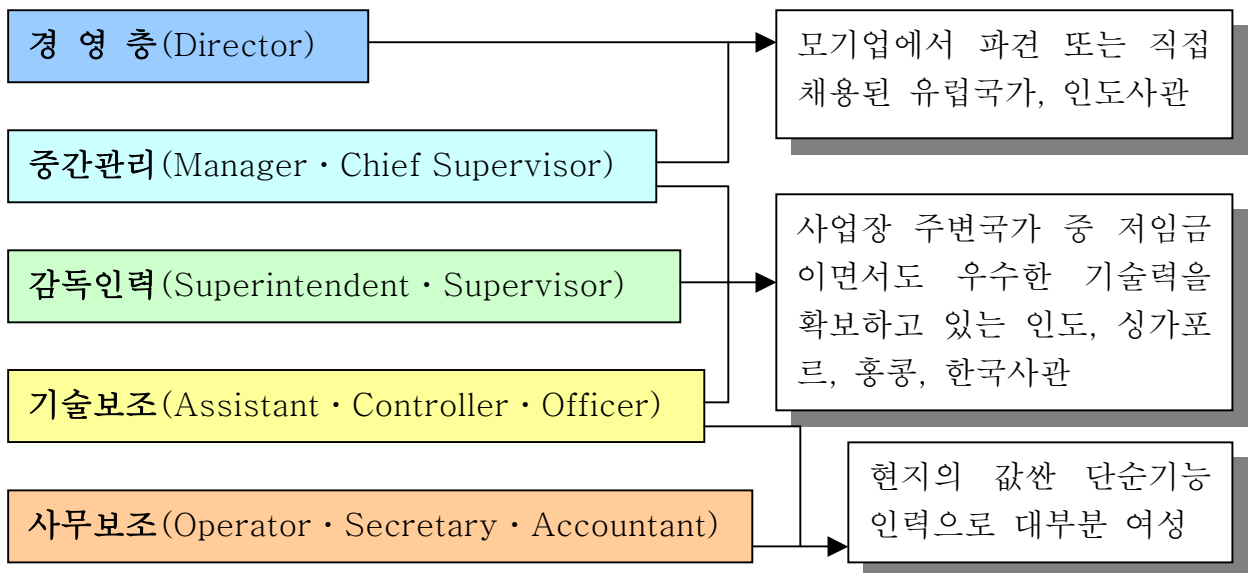 경 영 층(Director)
모기업에서 파견 또는 직접
채용된 유럽국가, 인도사관
중간관리(Manager · Chief Supervisor)
사업장 주변국가 중 저임금
이면서도 우수한 기술력을
확보하고 있는 인도, 싱가포
르, 홍콩, 한국사관
감독인력(Superintendent · Supervisor)
기술보조(Assistant · Controller · Officer)
현지의 값싼 단순기능
인력으로 대부분 여성
사무보조(Operator · Secretary · Accountant)